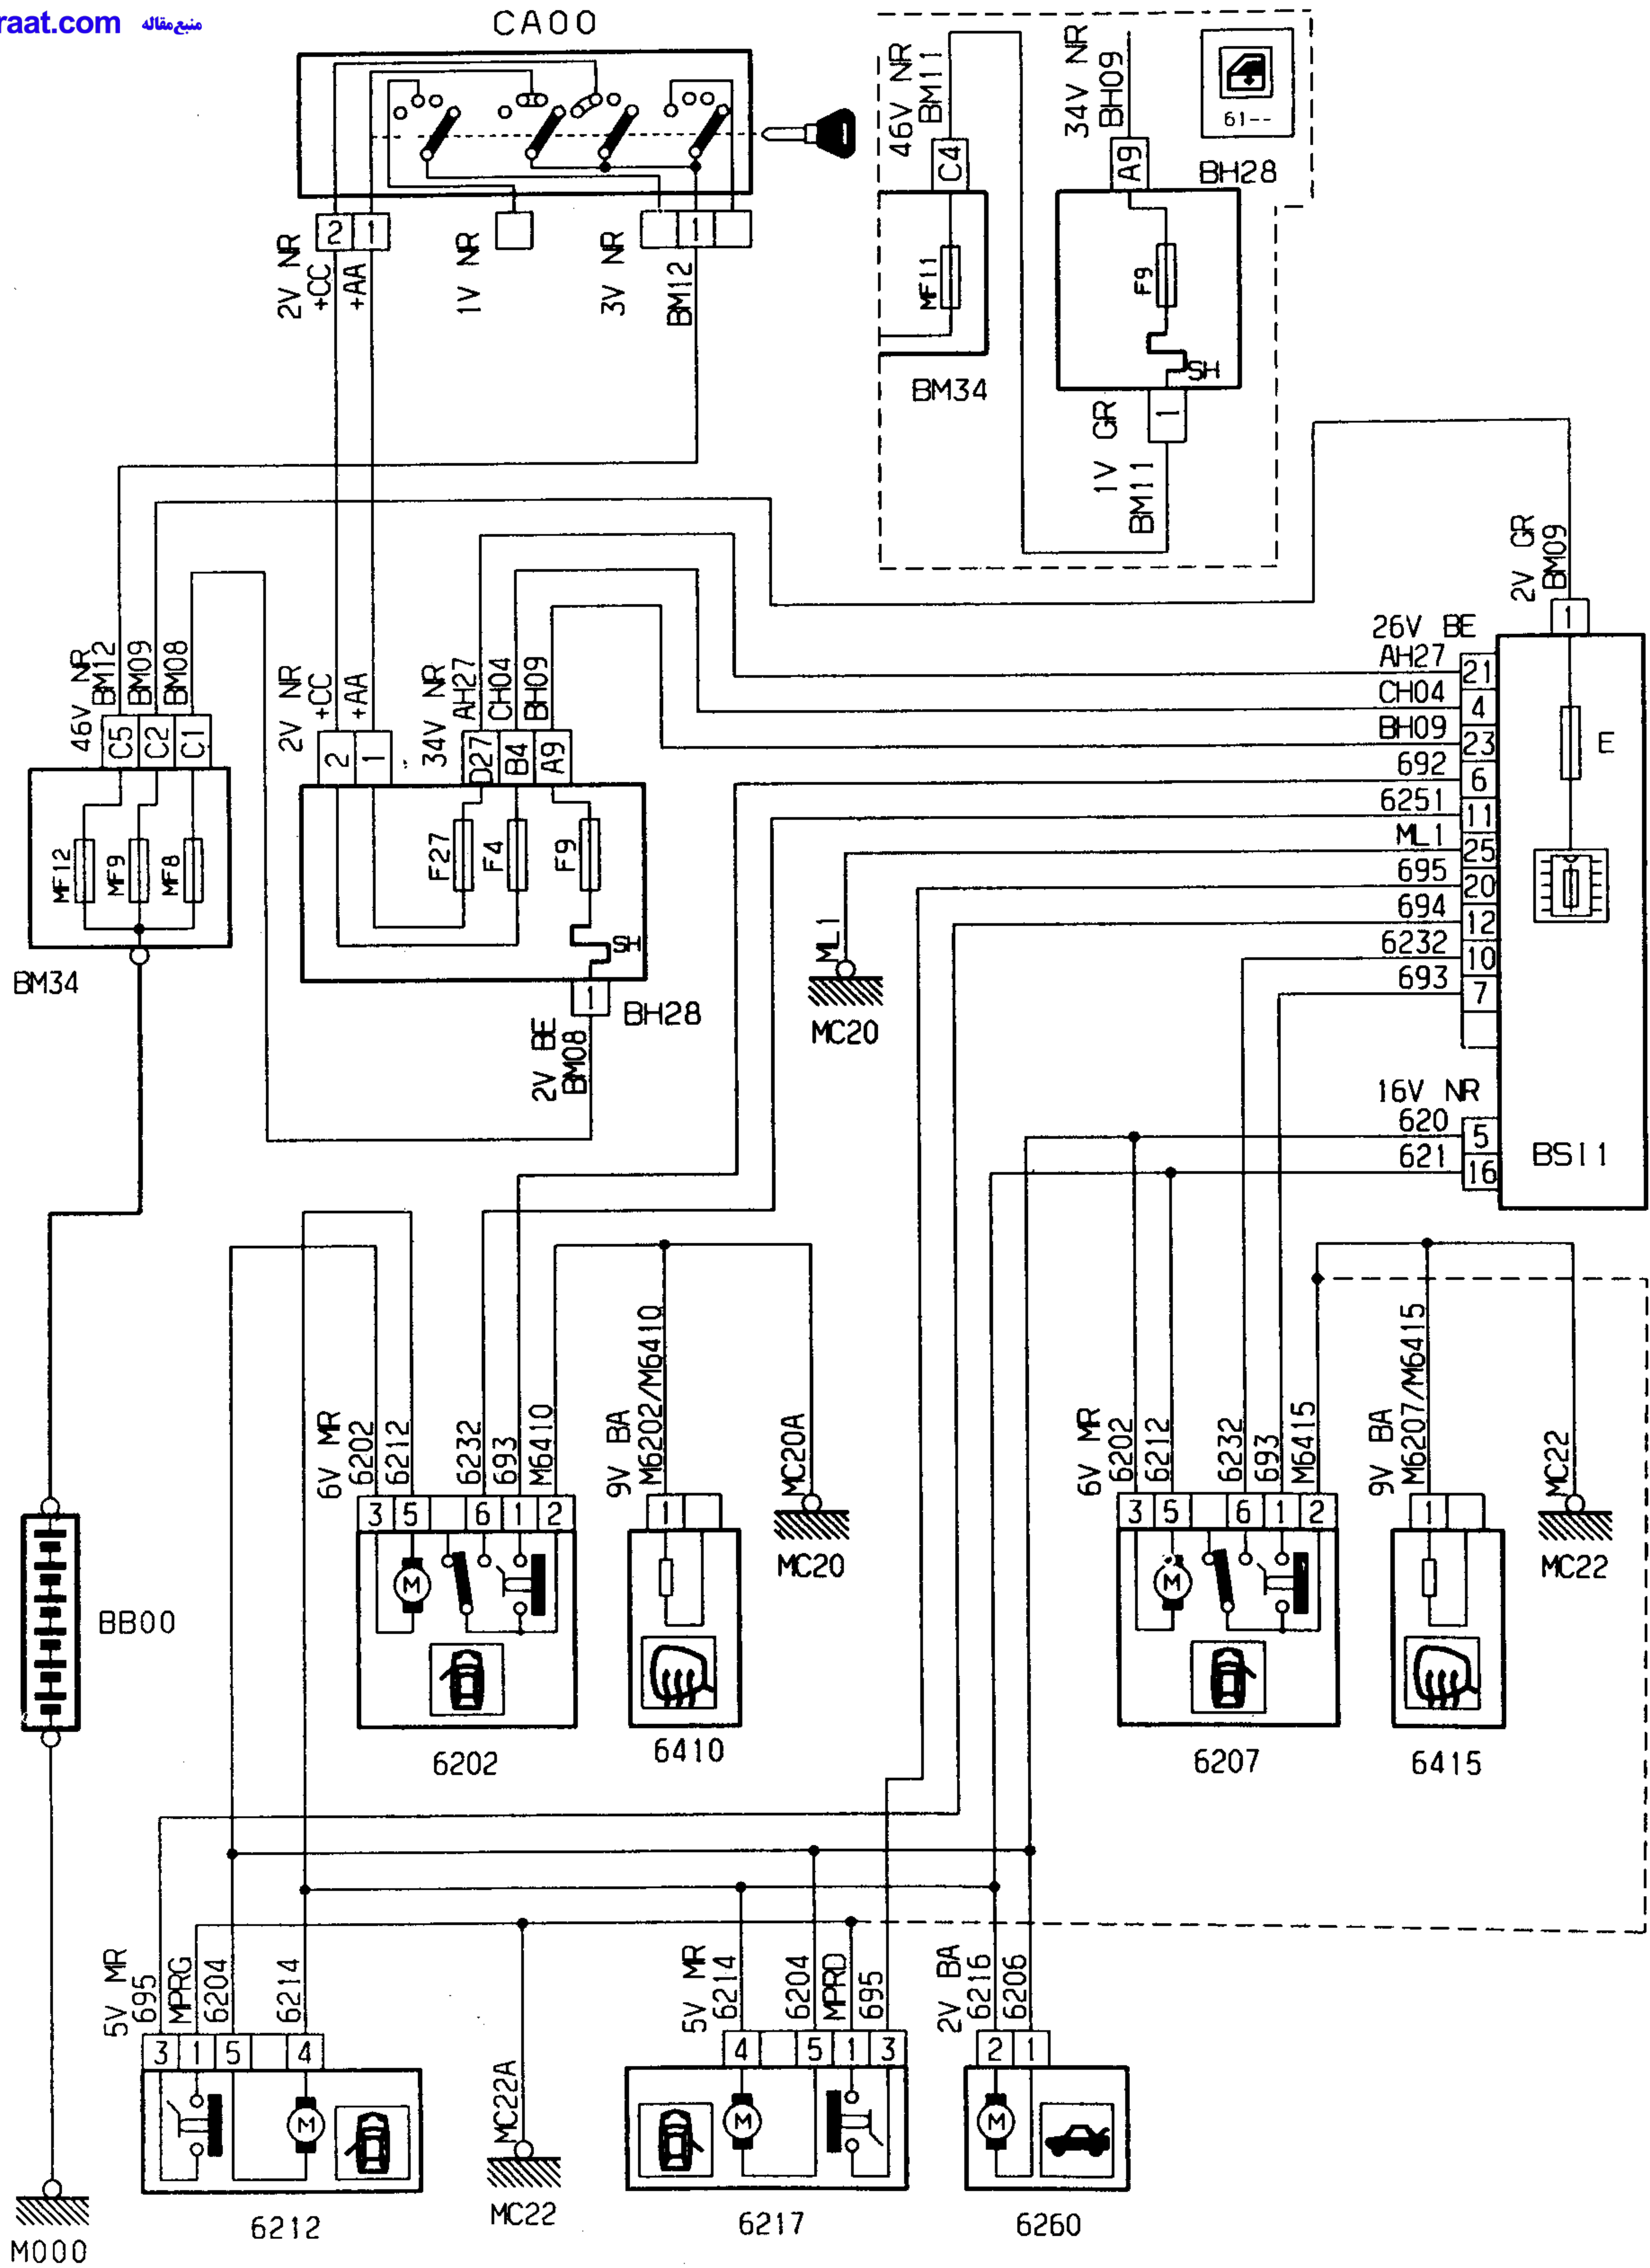 raat.com منبع مقاله
CA00
46V NR
BM11
34V NR
BH09
61--
C4
A9
BH28
2
1
1
2V NR
+CC
+AA
1V NR
3V NR
BM12
MF11
F9
SH
BM34
1V GR
BM11
1
2V GR
BM09
1
46V NR
BM12
BM09
BM08
2V NR
+CC
+AA
34V NR
AH27
CH04
BH09
C5
C2
C1
2
1
D27
B4
A9
26V BE
AH27
21
CH04
4
BH09
23
692
6
6251
11
ML1
25
695
20
694
12
6232
10
693
7
E
MF12
MF9
MF8
F27
F4
F9
SH
BM34
1
BH28
2V BE
BM08
ML1
MC20
16V NR
620
5
621
16
BSI1
6V MR
6202
6212
6232
693
M6410
9V BA
M6202/M6410
MC20A
6V MR
6202
6212
6232
693
M6415
9V BA
M6207/M6415
MC22
3
5
6
1
2
1
MC20
3
5
6
1
2
1
MC22
M
M
BB00
6202
6410
6207
6415
5V MR
695
MPRG
6204
6214
5V MR
6214
6204
MPRD
695
2V BA
6216
6206
3
1
5
4
4
5
1
3
2
1
MC22A
M
M
M
6212
MC22
6217
6260
M000